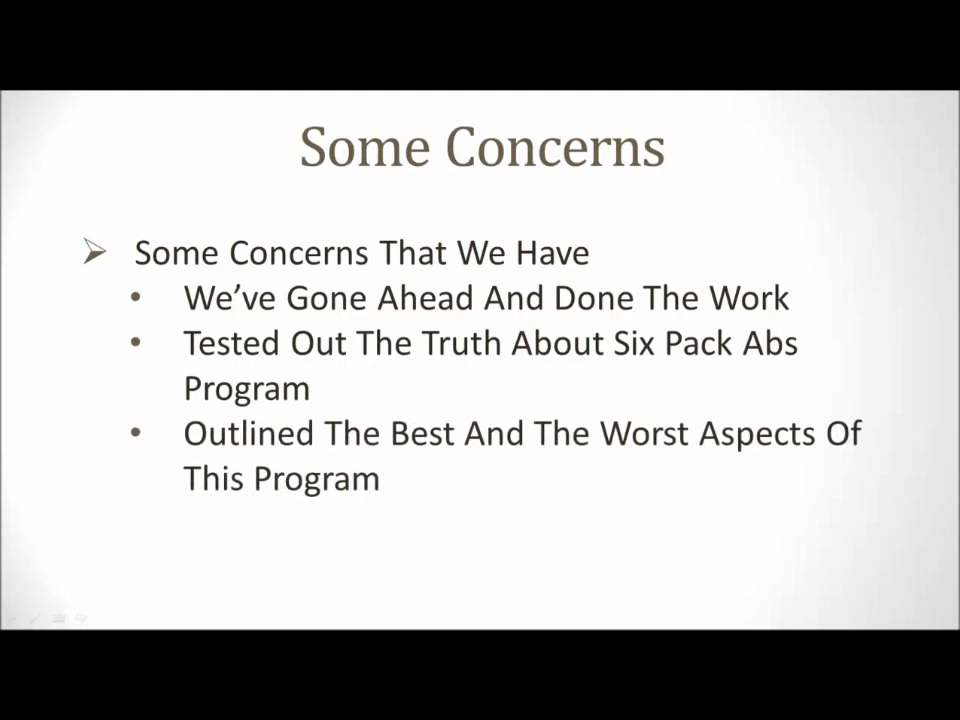 Some Concerns
Some Concerns That We Have
We’ve Gone Ahead And Done The Work
Tested Out The Truth About Six Pack Abs
Program
Outlined The Best And The Worst Aspects Of
This Program